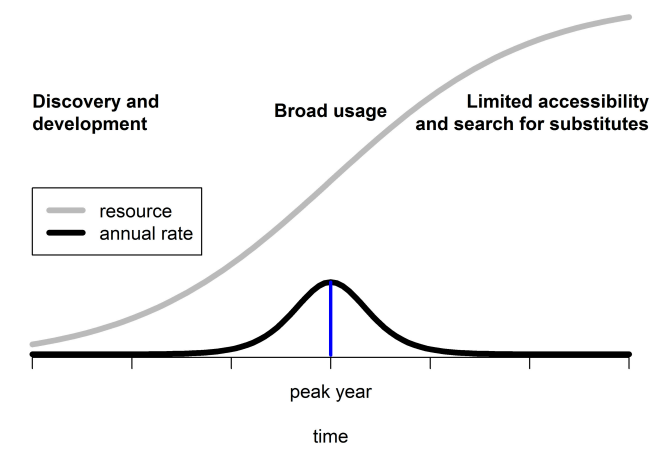 Discovery and
development
Broad usage
Limited accessibility
and search for substitutes
resource
annual rate
peak year
time